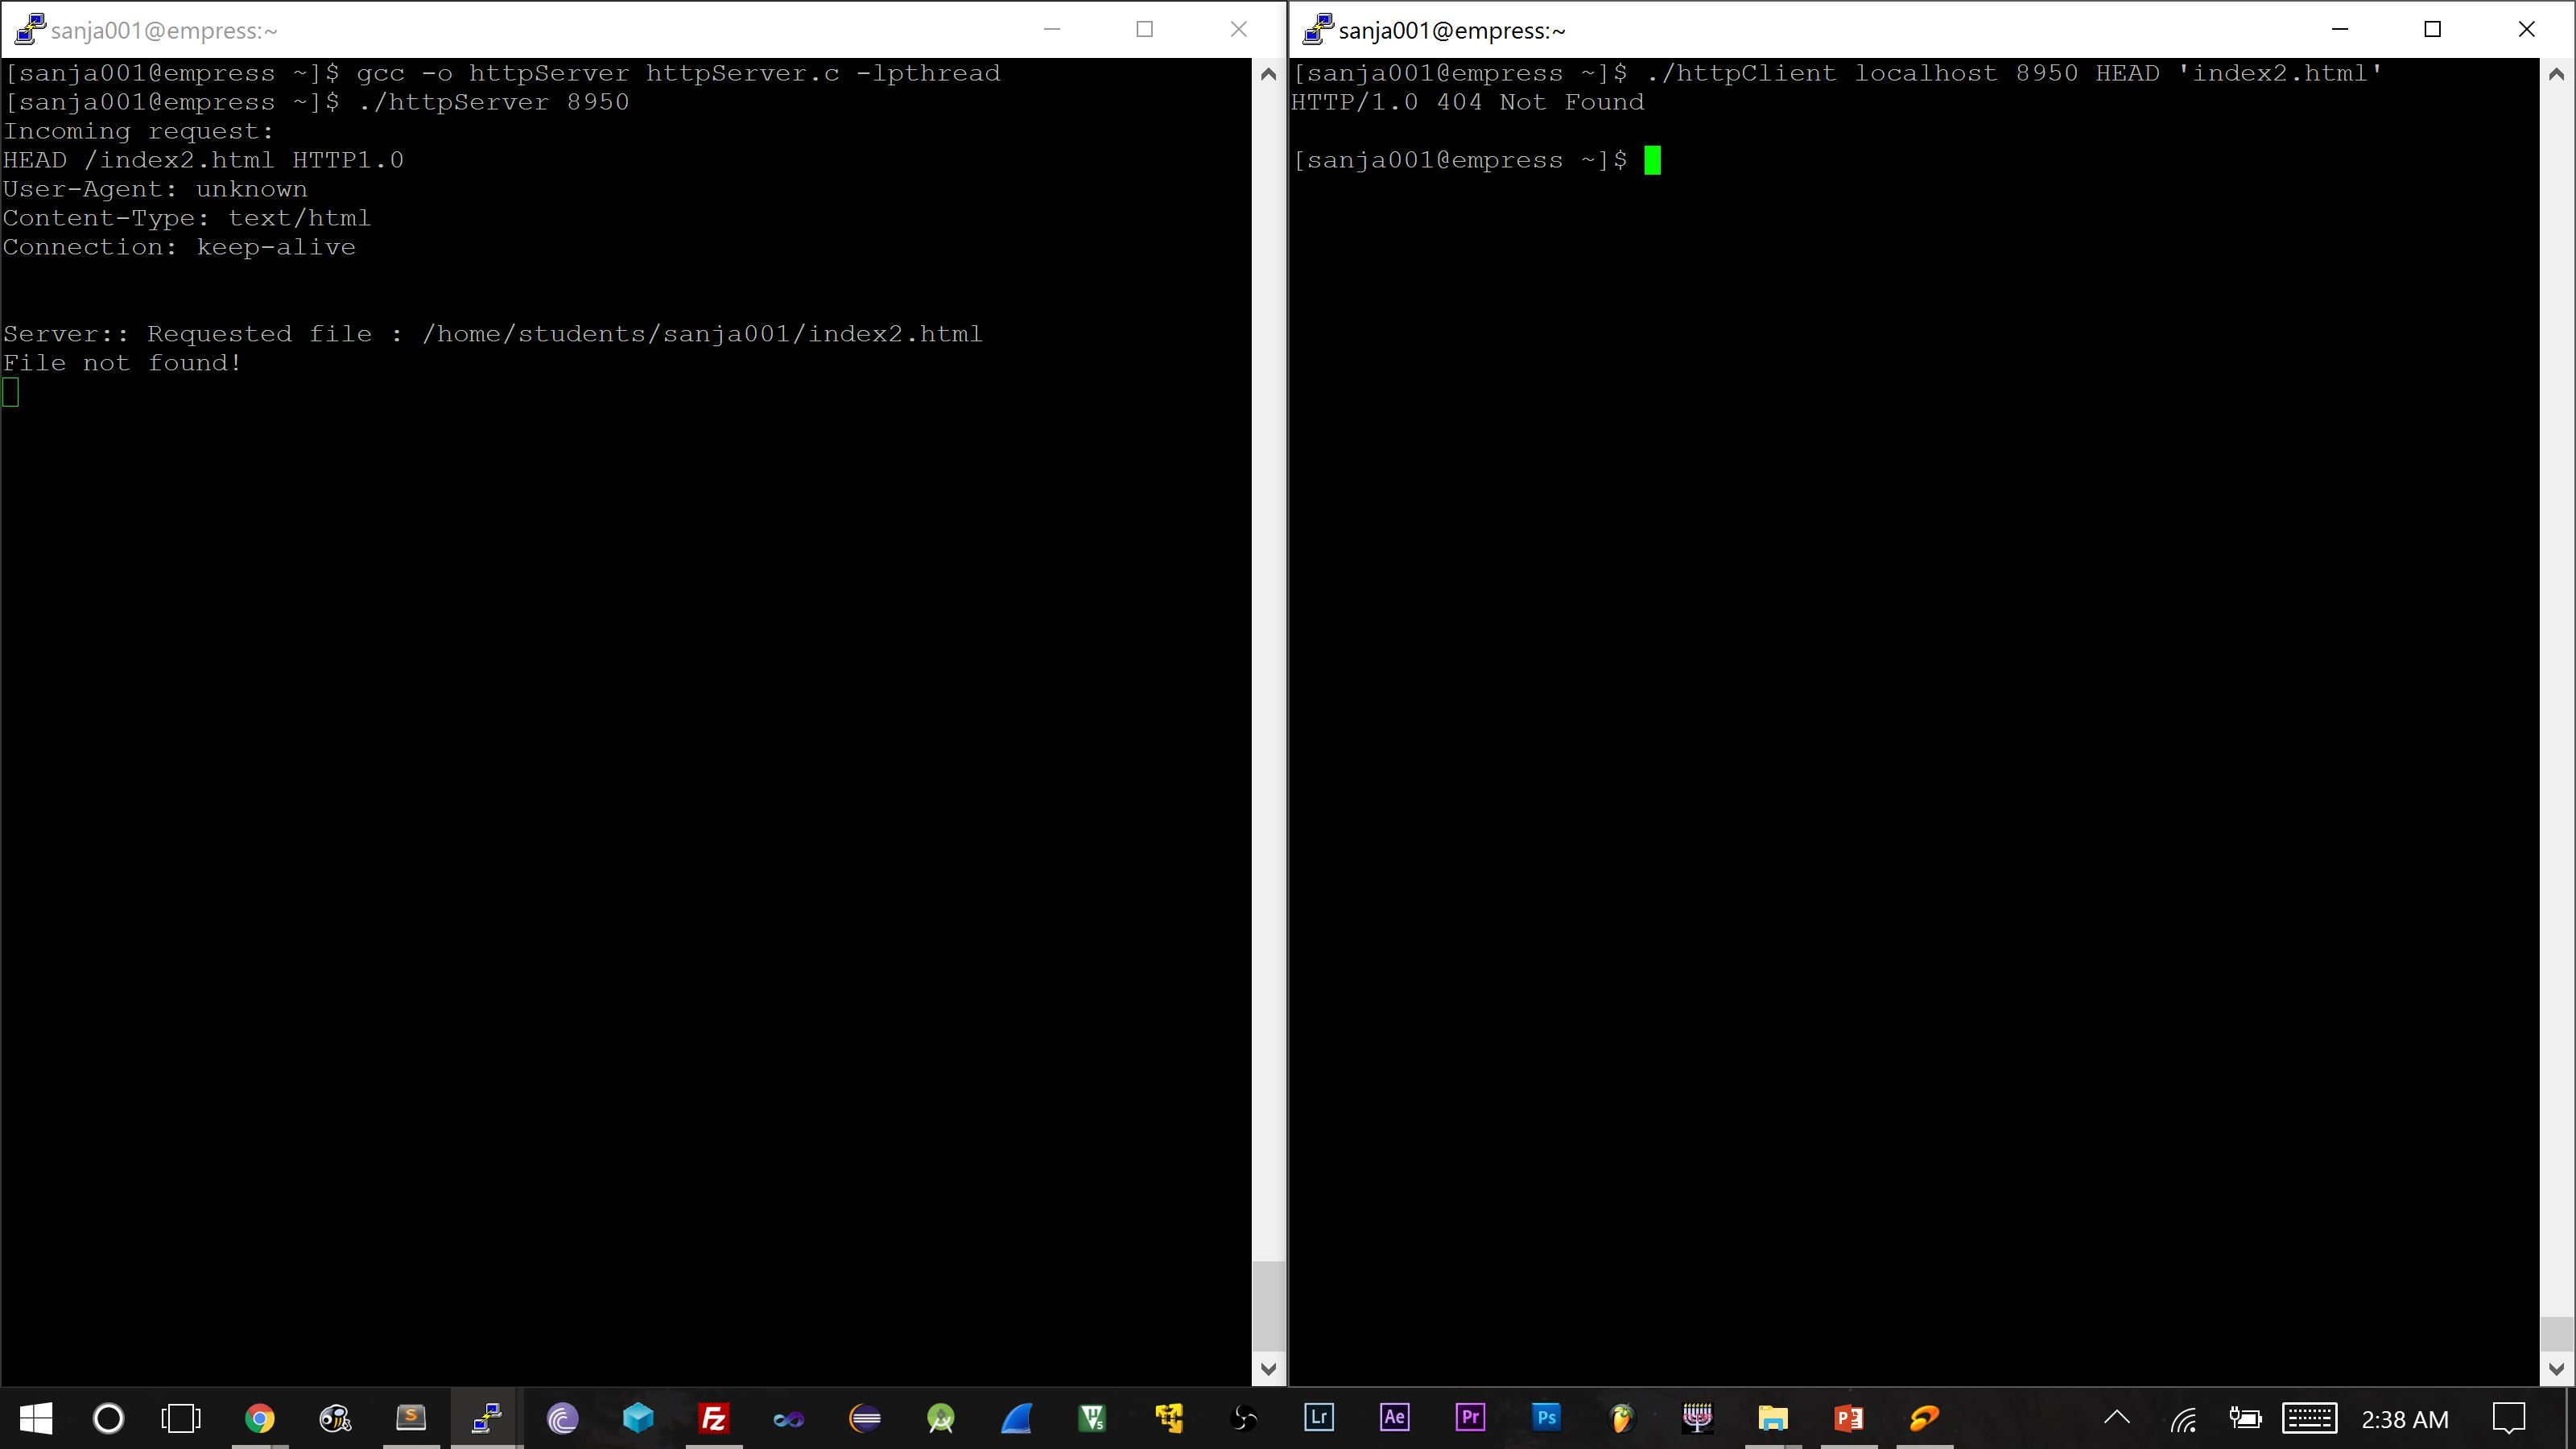 sanja001@empress:~
[sanja001@empress ~]$ gcc -o httpServer httpServer.c -lpthread
[sanja001@empress ~]$ ./httpServer 8950
Incoming request:
HEAD /index2.html HTTP1.0
User-Agent: unknown
Content-Type: text/html
Connection: keep-alive
Server:: Requested file : /home/students/sanja001/index2.html
File not found!
sanja001@empress:~
[sanja001@empress ~]$ ./httpClient localhost 8950 HEAD 'index2.html'
HTTP/1.0 404 Not Found
[sanja001@empress ~]$
S Fz V5 Lr Ae Pr Ps P
2:38 AM